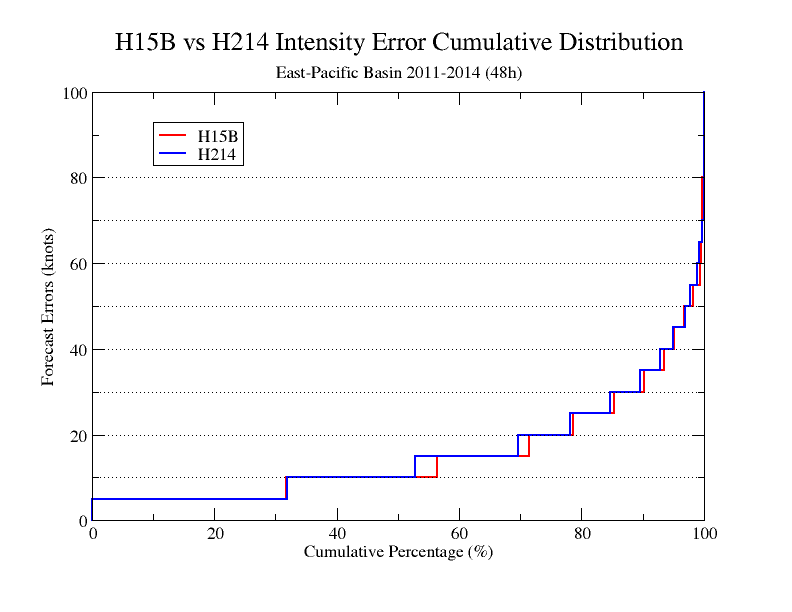 H15B vs H214 Intensity Error Cumulative Distribution
East-Pacific Basin 2011-2014 (48h)
100
H15B
H214
80
60
40
20
0
Forecast Errors (knots)
0 20 40 60 80 100
Cumulative Percentage (%)